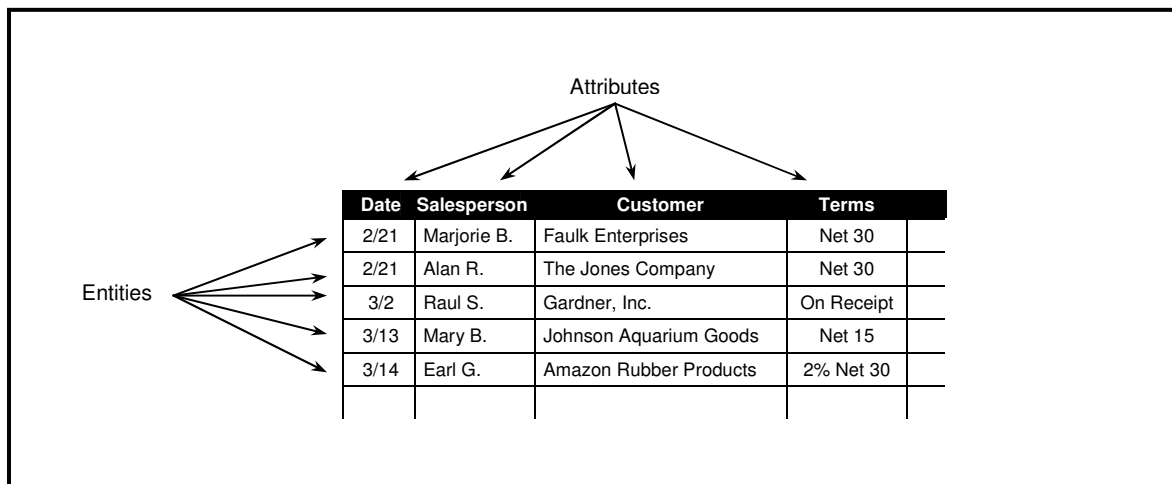 Attributes
Date Salesperson Customer Terms
2/21 Marjorie B. Faulk Enterprises Net 30
2/21 Alan R. The Jones Company Net 30
Entities
3/2 Raul S. Gardner, Inc. On Receipt
3/13 Mary B. Johnson Aquarium Goods Net 15
3/14 Earl G. Amazon Rubber Products 2% Net 30